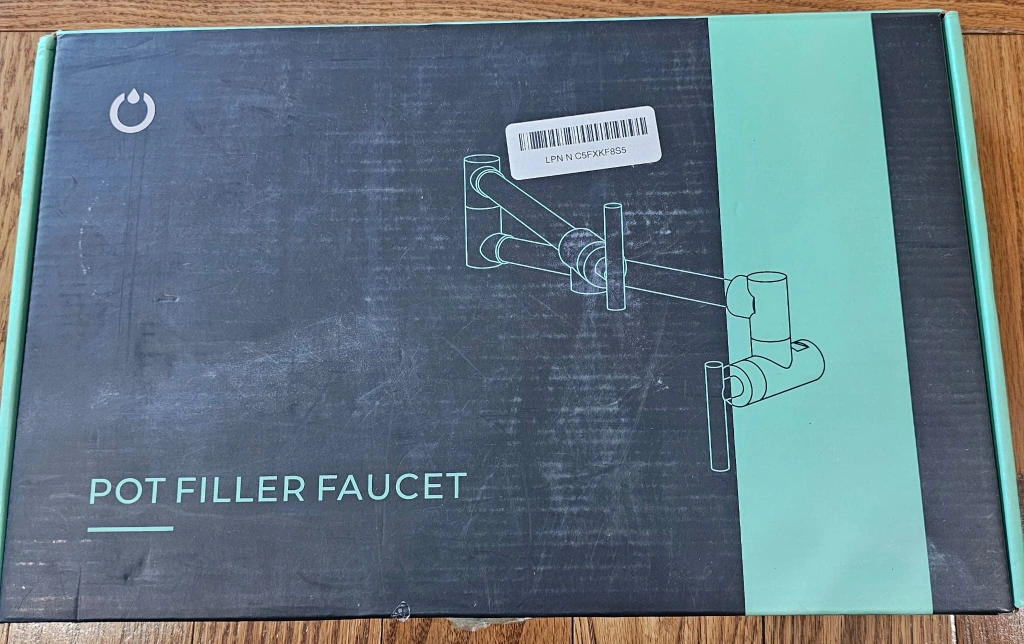 LPN N C5FXKF8S5
POT FILLER FAUCET